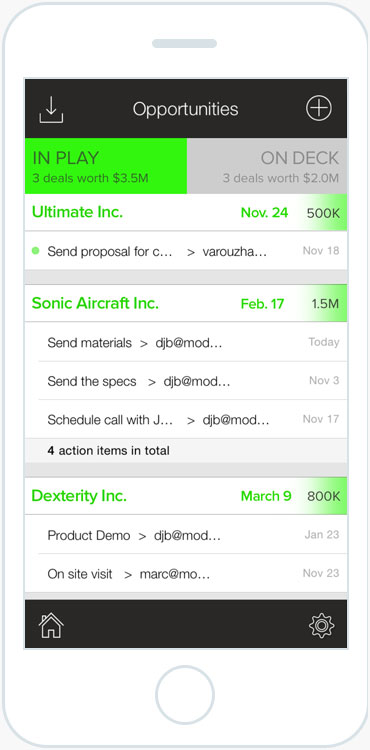 Opportunities
IN PLAY
3 deals worth $3.5M
ON DECK
3 deals worth $2.0M
Ultimate Inc. Nov. 24 500K
Send proposal for c... > varouzha... Nov 18
Sonic Aircraft Inc. Feb. 17 1.5M
Send materials > djb@mod... Today
Send the specs > djb@mod... Nov 3
Schedule call with J... > djb@mod... Nov 17
4 action items in total
Dexterity Inc. March 9 800K
Product Demo > djb@mod... Jan 23
On site visit > marc@mo... Nov 23